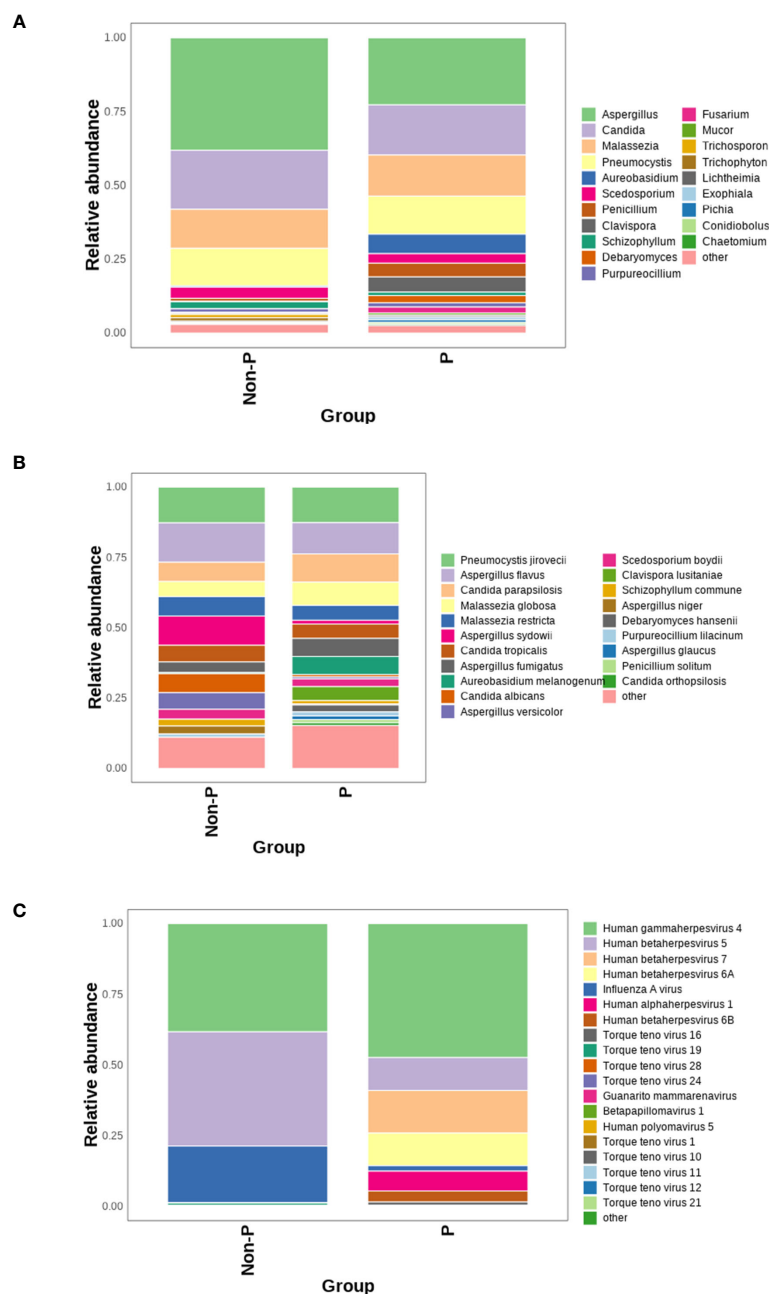 A
1.00
0.75
0.50
0.25
0.00
Relative abundance
Non-P
P
Group
Aspergillus
Candida
Malassezia
Pneumocystis
Aureobasidium
Scedosporium
Penicillium
Clavispora
Schizophyllum
Debaryomyces
Purpureocillium
Fusarium
Mucor
Trichosporon
Trichophyton
Lichtheimia
Exophiala
Pichia
Conidiobolus
Chaetomium
other
B
1.00
0.75
0.50
0.25
0.00
Relative abundance
Non-P
P
Group
Pneumocystis jirovecii
Aspergillus flavus
Candida parapsilosis
Malassezia globosa
Malassezia restricta
Aspergillus sydowii
Candida tropicalis
Aspergillus fumigatus
Aureobasidium melanogenum
Candida albicans
Aspergillus versicolor
Scedosporium boydii
Clavispora lusitaniae
Schizophyllum commune
Aspergillus niger
Debaryomyces hansenii
Purpureocillium lilacinum
Aspergillus glaucus
Penicillium solitum
Candida orthopsilosis
other
C
1.00
0.75
0.50
0.25
0.00
Relative abundance
Non-P
P
Group
Human gammaherpesvirus 4
Human betaherpesvirus 5
Human betaherpesvirus 7
Human betaherpesvirus 6A
Influenza A virus
Human alphaherpesvirus 1
Human betaherpesvirus 6B
Torque teno virus 16
Torque teno virus 19
Torque teno virus 28
Torque teno virus 24
Guanarito mammarenavirus
Betapapillomavirus 1
Human polyomavirus 5
Torque teno virus 1
Torque teno virus 10
Torque teno virus 11
Torque teno virus 12
Torque teno virus 21
other